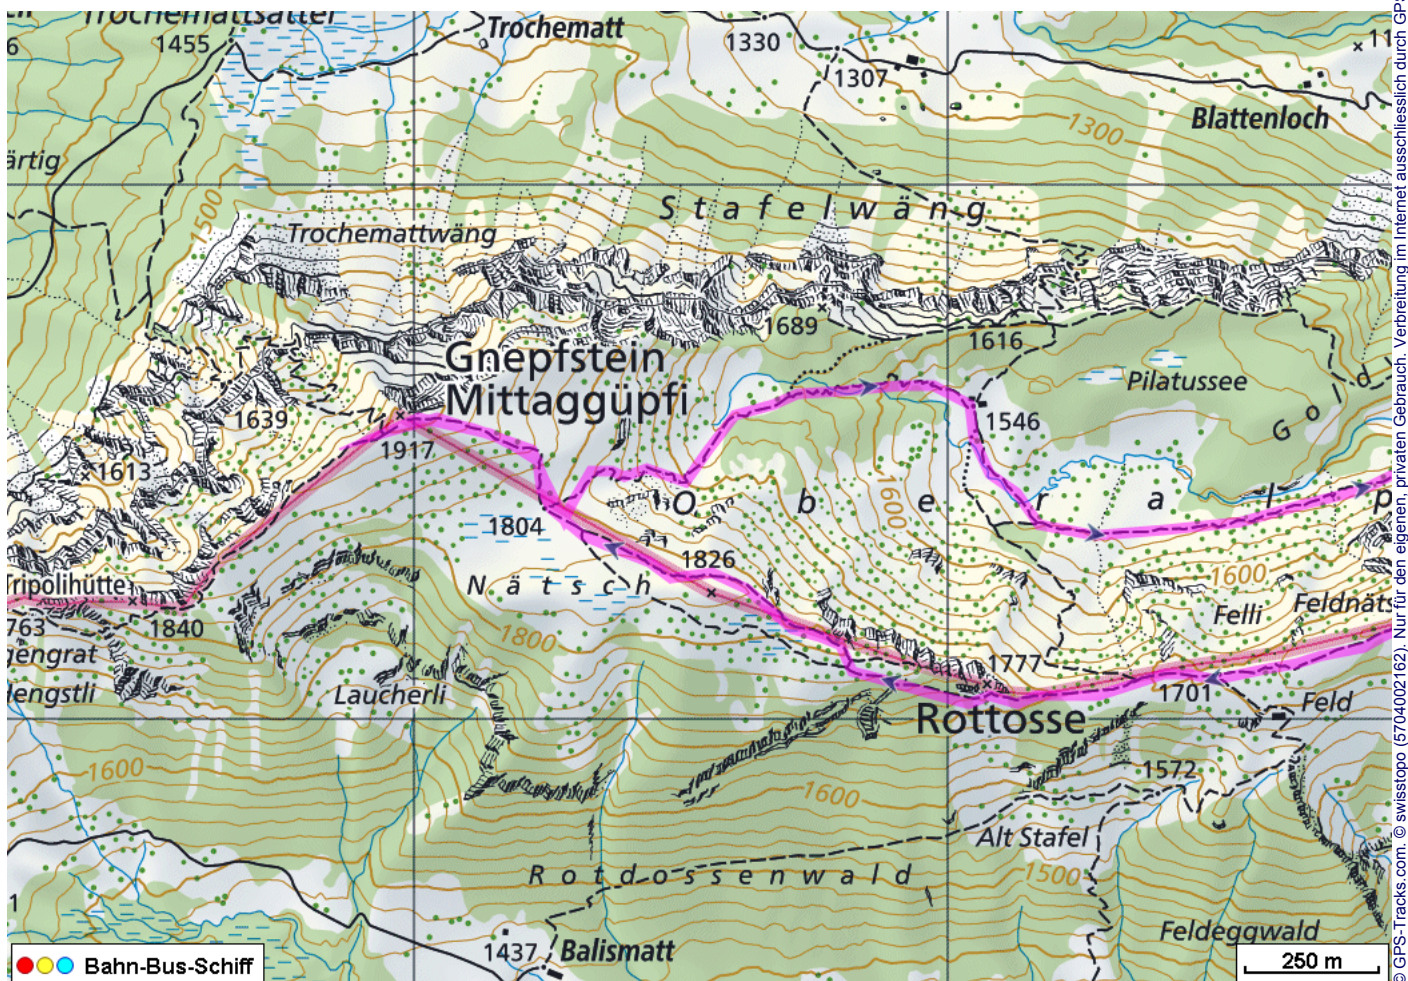 Trochemattsattel
1455
Trochematt
1330
1307
Blattenloch
ärtig
1300
1500
Stafelwäng
Trochemattwäng
1689
1616
Gnepfstein
Mittaggüpfi
Pilatussee
Gold
1639
1917
1546
1613
1804
Oberalp
1600
1826
Nätsch
1600
Tripolihütte
1840
1800
Felli
Feldnäts
763
1777
1701
Laucherli
Feld
Rottosse
1572
1600
1600
Alt Stafel
Rotdossenwald
1500
1437
Balismatt
Feldeggwald
Bahn-Bus-Schiff
250 m
© GPS-Tracks.com. © swisstopo (5704002162). Nur für den eigenen, privaten Gebrauch. Verbreitung im Internet ausschliesslich durch GPS